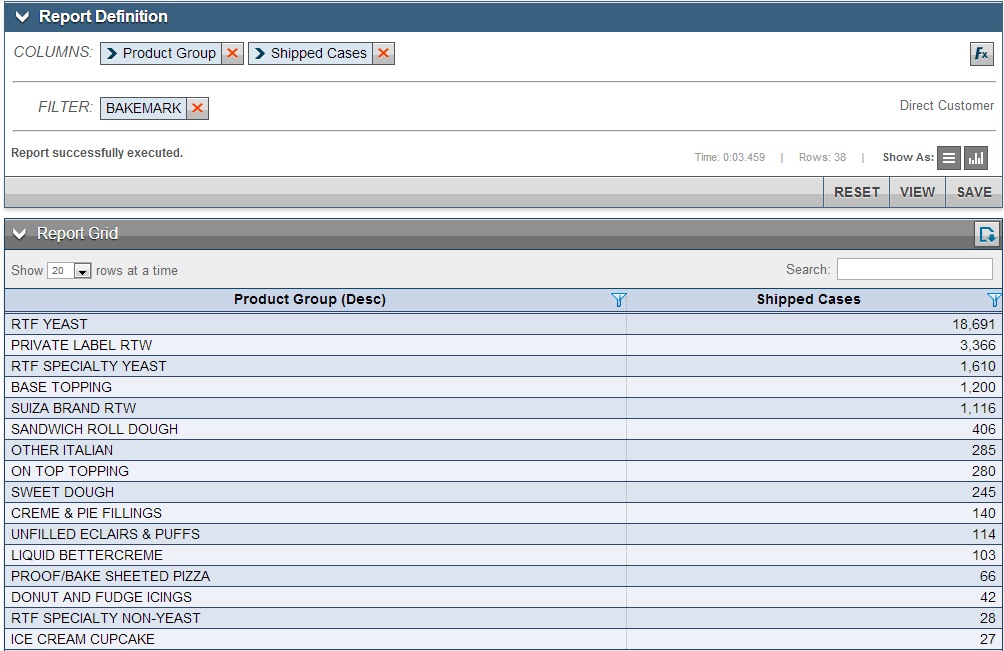 Report Definition
COLUMNS: Product Group Shipped Cases Fx
FILTER: BAKEMARK Direct Customer
Report successfully executed. Time: 0:03.459 | Rows: 38 | Show As:
RESET VIEW SAVE
Report Grid
Show 20 rows at a time Search:
Product Group (Desc) Shipped Cases
RTF YEAST 18,691
PRIVATE LABEL RTW 3,366
RTF SPECIALTY YEAST 1,610
BASE TOPPING 1,200
SUIZA BRAND RTW 1,116
SANDWICH ROLL DOUGH 406
OTHER ITALIAN 285
ON TOP TOPPING 280
SWEET DOUGH 245
CREME & PIE FILLINGS 140
UNFILLED ECLAIRS & PUFFS 114
LIQUID BETTERCREME 103
PROOF/BAKE SHEETED PIZZA 66
DONUT AND FUDGE ICINGS 42
RTF SPECIALTY NON-YEAST 28
ICE CREAM CUPCAKE 27